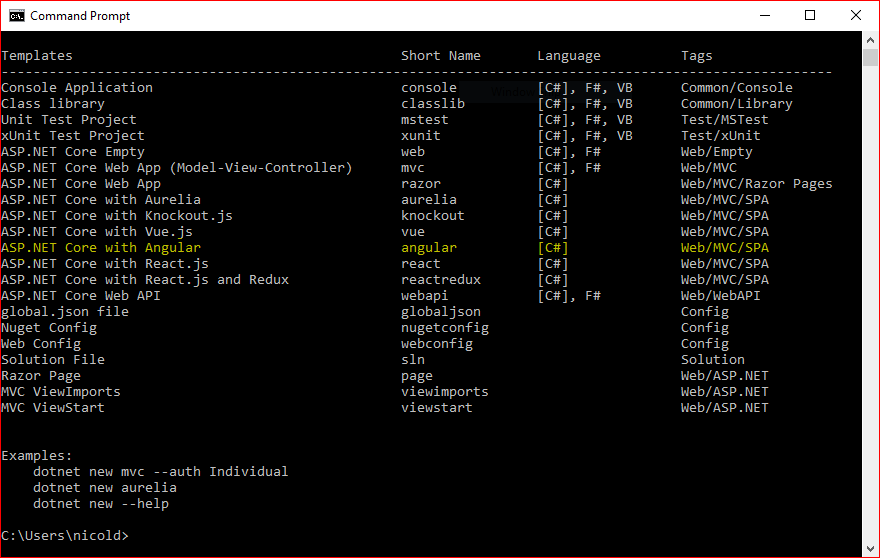 Command Prompt
Templates Short Name Language Tags
--------------------------------------------------------------------------------------------------------
Console Application console [C#], F#, VB Common/Console
Class library classlib [C#], F#, VB Common/Library
Unit Test Project mstest [C#], F#, VB Test/MSTest
xUnit Test Project xunit [C#], F#, VB Test/xUnit
ASP.NET Core Empty web [C#], F# Web/Empty
ASP.NET Core Web App (Model-View-Controller) mvc [C#], F# Web/MVC
ASP.NET Core Web App razor [C#] Web/MVC/Razor Pages
ASP.NET Core with Aurelia aurelia [C#] Web/MVC/SPA
ASP.NET Core with Knockout.js knockout [C#] Web/MVC/SPA
ASP.NET Core with Vue.js vue [C#] Web/MVC/SPA
ASP.NET Core with Angular angular [C#] Web/MVC/SPA
ASP.NET Core with React.js react [C#] Web/MVC/SPA
ASP.NET Core with React.js and Redux reactredux [C#] Web/MVC/SPA
ASP.NET Core Web API webapi [C#], F# Web/WebAPI
global.json file globaljson Config
Nuget Config nugetconfig Config
Web Config webconfig Config
Solution File sln Solution
Razor Page page Web/ASP.NET
MVC ViewImports viewimports Web/ASP.NET
MVC ViewStart viewstart Web/ASP.NET
Examples:
dotnet new mvc --auth Individual
dotnet new aurelia
dotnet new --help
C:\Users\nicold>